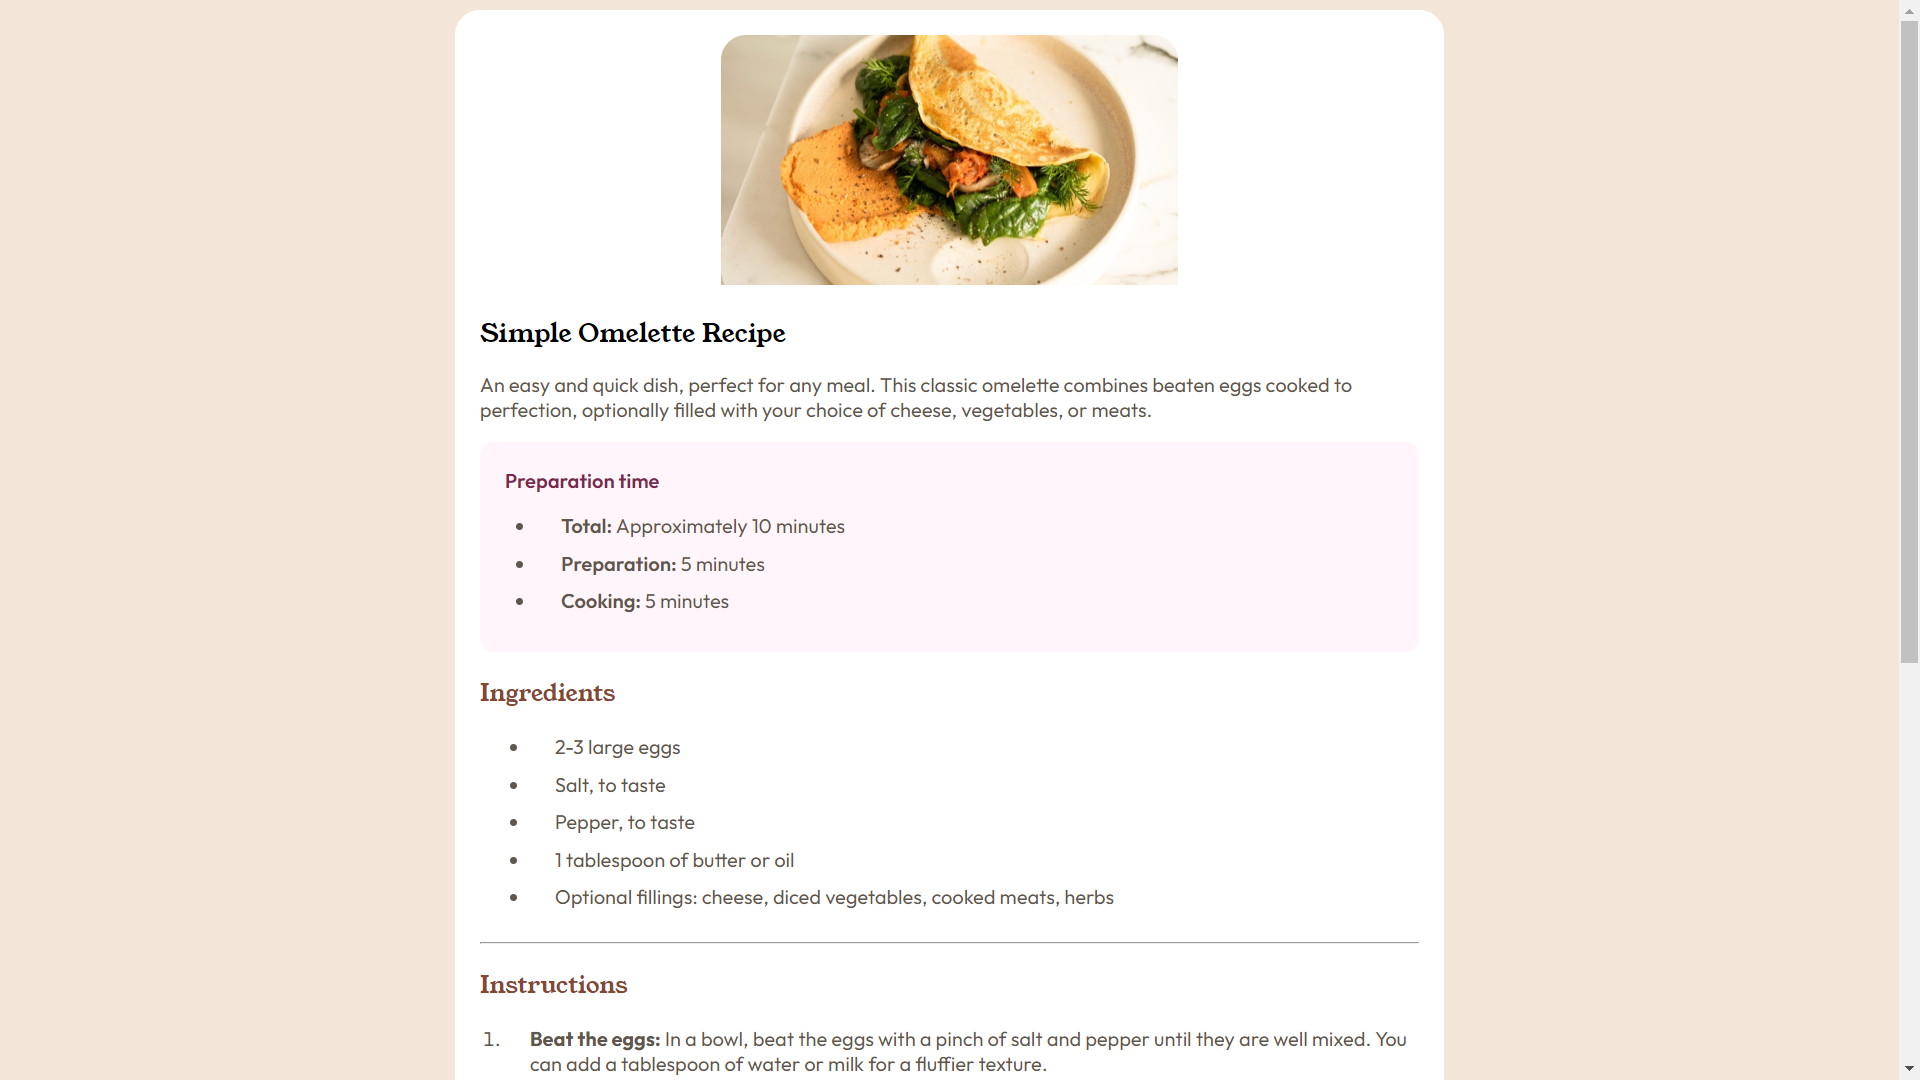 Simple Omelette Recipe
An easy and quick dish, perfect for any meal. This classic omelette combines beaten eggs cooked to
perfection, optionally filled with your choice of cheese, vegetables, or meats.
Preparation time
• Total: Approximately 10 minutes
• Preparation: 5 minutes
• Cooking: 5 minutes
Ingredients
• 2-3 large eggs
• Salt, to taste
• Pepper, to taste
• 1 tablespoon of butter or oil
• Optional fillings: cheese, diced vegetables, cooked meats, herbs
Instructions
1. Beat the eggs: In a bowl, beat the eggs with a pinch of salt and pepper until they are well mixed. You
can add a tablespoon of water or milk for a fluffier texture.